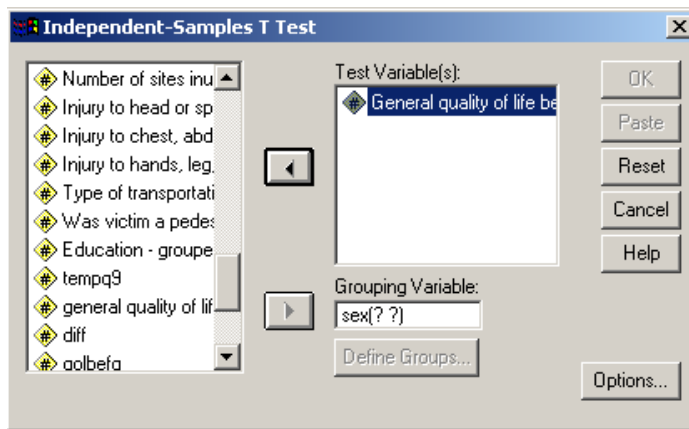 Independent-Samples T Test
Number of sites inu
Injury to head or sp
Injury to chest, abd
Injury to hands, leg,
Type of transportati
Was victim a pedes
Education - groupe
tempq9
general quality of lif
diff
qolbefg
Test Variable(s):
General quality of life be
Grouping Variable:
sex(? ?)
Define Groups...
OK
Paste
Reset
Cancel
Help
Options...